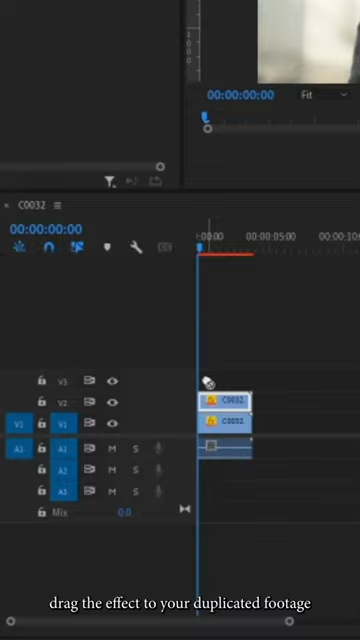 00:00:00:00 Fit
× C0032 ≡
00:00:00:00
:00:00 00:00:05:00 00:00:10:0
V3
V2 C0032.
V1 V1 C0032.
A1 A1 M S
A2 M S
A3 M S
Mix 0.0
drag the effect to your duplicated footage